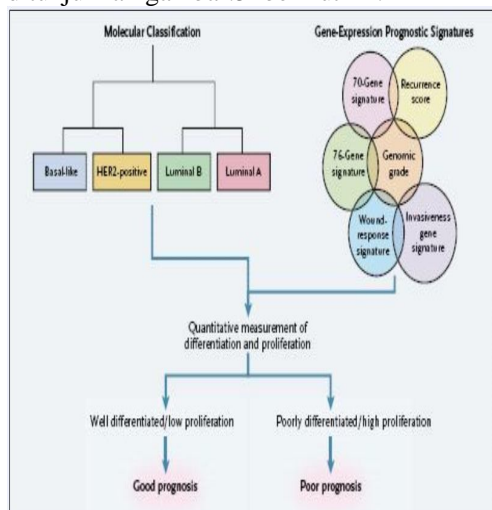 Molecular Classification
Basal-like
HER2-positive
Luminal B
Luminal A
Gene-Expression Prognostic Signatures
70-Gene
signature
Recurrence
score
76-Gene
signature
Genomic
grade
Wound-
response
signature
Invasiveness
gene
signature
Quantitative measurement of
differentiation and proliferation
Well differentiated/low proliferation
Poorly differentiated/high proliferation
Good prognosis
Poor prognosis